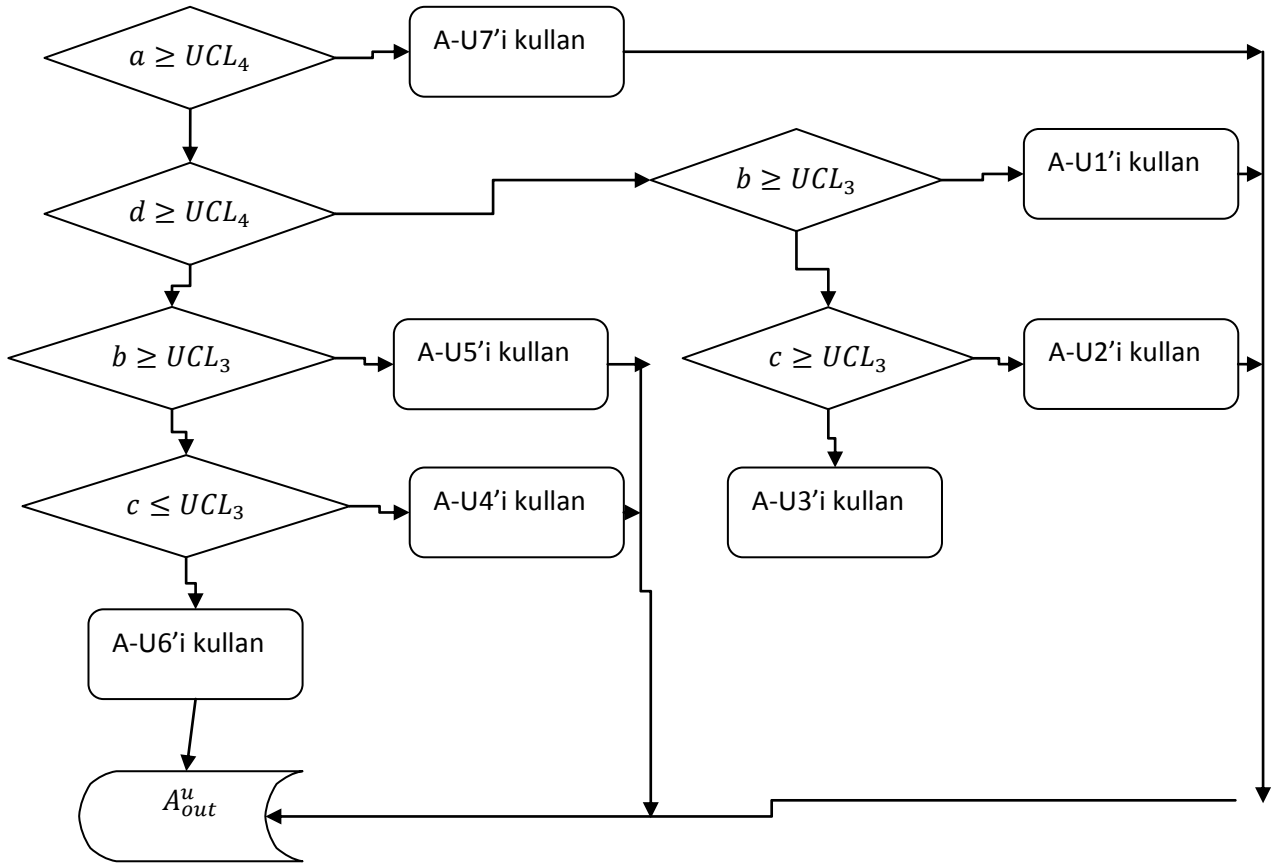 a ≥ UCL₄
A-U7’i kullan
d ≥ UCL₄
b ≥ UCL₃
A-U1’i kullan
b ≥ UCL₃
A-U5’i kullan
c ≥ UCL₃
A-U2’i kullan
c ≤ UCL₃
A-U4’i kullan
A-U3’i kullan
A-U6’i kullan
Aᵘₒᵤₜ